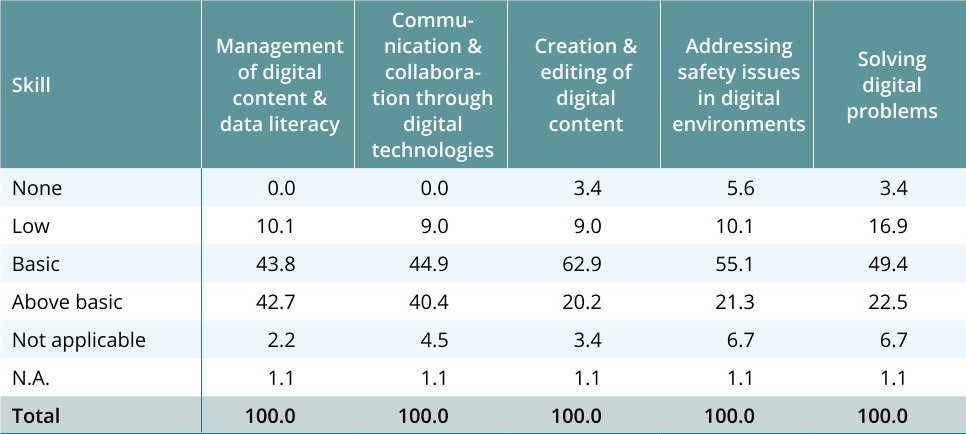 Skill
Management
of digital
content &
data literacy
Commu-
nication &
collabora-
tion through
digital
technologies
Creation &
editing of
digital
content
Addressing
safety issues
in digital
environments
Solving
digital
problems
None 0.0 0.0 3.4 5.6 3.4
Low 10.1 9.0 9.0 10.1 16.9
Basic 43.8 44.9 62.9 55.1 49.4
Above basic 42.7 40.4 20.2 21.3 22.5
Not applicable 2.2 4.5 3.4 6.7 6.7
N.A. 1.1 1.1 1.1 1.1 1.1
Total 100.0 100.0 100.0 100.0 100.0